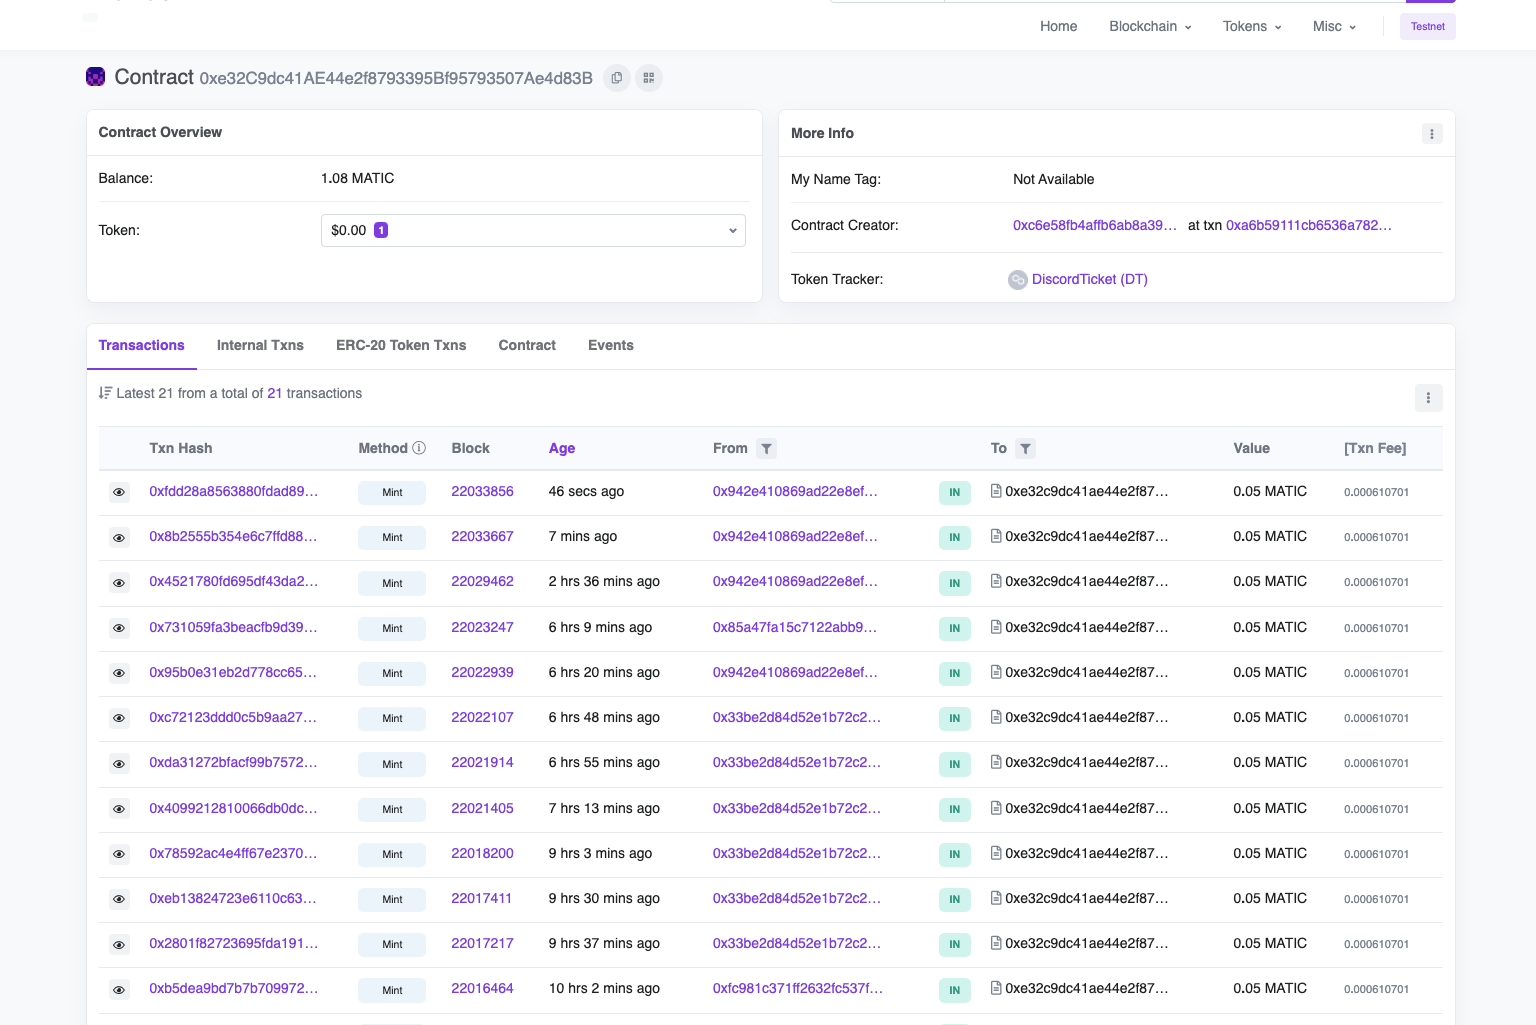 Home Blockchain Tokens Misc Testnet
Contract 0xe32C9dc41AE44e2f8793395Bf95793507Ae4d83B
Contract Overview
Balance: 1.08 MATIC
Token: $0.00 1
More Info
My Name Tag: Not Available
Contract Creator: 0xc6e58fb4affb6ab8a39... at txn 0xa6b59111cb6536a782...
Token Tracker: DiscordTicket (DT)
Transactions Internal Txns ERC-20 Token Txns Contract Events
Latest 21 from a total of 21 transactions
Txn Hash Method Block Age From To Value [Txn Fee]
0xfdd28a8563880fdad89... Mint 22033856 46 secs ago 0x942e410869ad22e8ef... IN 0xe32c9dc41ae44e2f87... 0.05 MATIC 0.000610701
0x8b2555b354e6c7ffd88... Mint 22033667 7 mins ago 0x942e410869ad22e8ef... IN 0xe32c9dc41ae44e2f87... 0.05 MATIC 0.000610701
0x4521780fd695df43da2... Mint 22029462 2 hrs 36 mins ago 0x942e410869ad22e8ef... IN 0xe32c9dc41ae44e2f87... 0.05 MATIC 0.000610701
0x731059fa3beacfb9d39... Mint 22023247 6 hrs 9 mins ago 0x85a47fa15c7122abb9... IN 0xe32c9dc41ae44e2f87... 0.05 MATIC 0.000610701
0x95b0e31eb2d778cc65... Mint 22022939 6 hrs 20 mins ago 0x942e410869ad22e8ef... IN 0xe32c9dc41ae44e2f87... 0.05 MATIC 0.000610701
0xc72123ddd0c5b9aa27... Mint 22022107 6 hrs 48 mins ago 0x33be2d84d52e1b72c2... IN 0xe32c9dc41ae44e2f87... 0.05 MATIC 0.000610701
0xda31272bfacf99b7572... Mint 22021914 6 hrs 55 mins ago 0x33be2d84d52e1b72c2... IN 0xe32c9dc41ae44e2f87... 0.05 MATIC 0.000610701
0x4099212810066db0dc... Mint 22021405 7 hrs 13 mins ago 0x33be2d84d52e1b72c2... IN 0xe32c9dc41ae44e2f87... 0.05 MATIC 0.000610701
0x78592ac4e4ff67e2370... Mint 22018200 9 hrs 3 mins ago 0x33be2d84d52e1b72c2... IN 0xe32c9dc41ae44e2f87... 0.05 MATIC 0.000610701
0xeb13824723e6110c63... Mint 22017411 9 hrs 30 mins ago 0x33be2d84d52e1b72c2... IN 0xe32c9dc41ae44e2f87... 0.05 MATIC 0.000610701
0x2801f82723695fda191... Mint 22017217 9 hrs 37 mins ago 0x33be2d84d52e1b72c2... IN 0xe32c9dc41ae44e2f87... 0.05 MATIC 0.000610701
0xb5dea9bd7b7b709972... Mint 22016464 10 hrs 2 mins ago 0xfc981c371ff2632fc537f... IN 0xe32c9dc41ae44e2f87... 0.05 MATIC 0.000610701